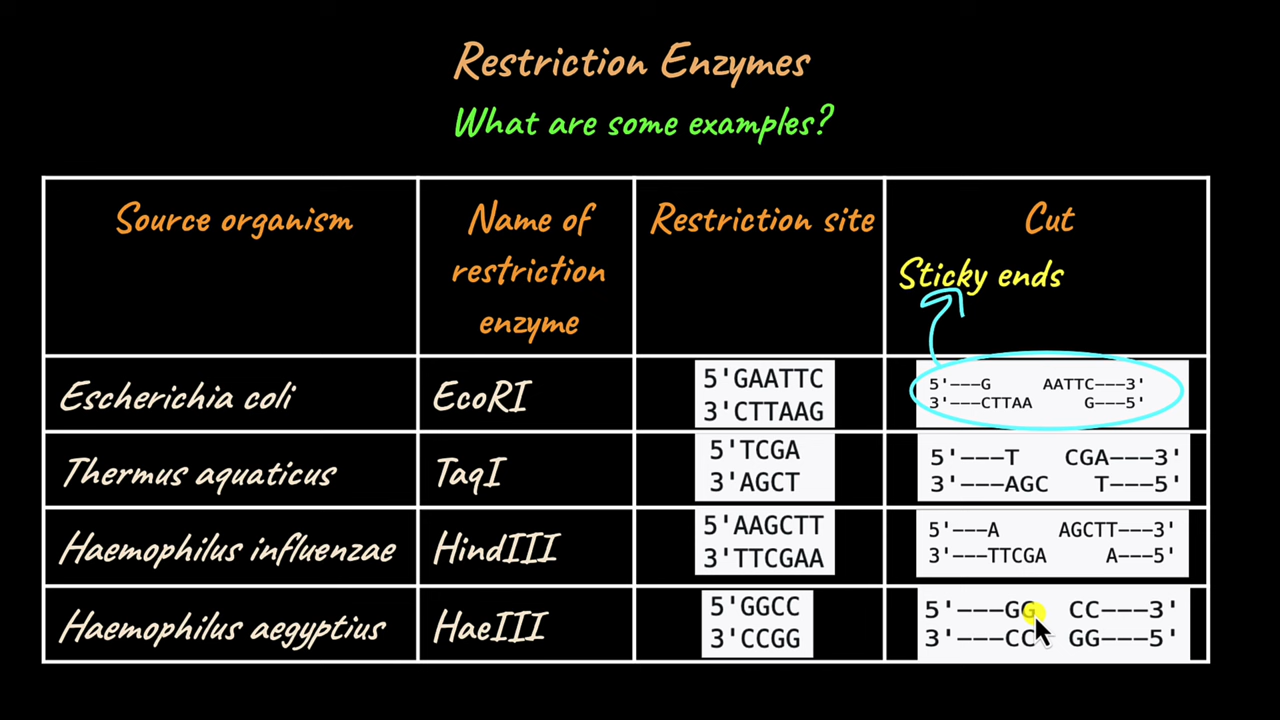 Restriction Enzymes
What are some examples?
Source organism
Name of
restriction
enzyme
Restriction site
Cut
Sticky ends
Escherichia coli
EcoRI
5'GAATTC
3'CTTAAG
5'---G AATTC---3'
3'---CTTAA G---5'
Thermus aquaticus
TaqI
5'TCGA
3'AGCT
5'---T CGA---3'
3'---AGC T---5'
Haemophilus influenzae
HindIII
5'AAGCTT
3'TTCGAA
5'---A AGCTT---3'
3'---TTCGA A---5'
Haemophilus aegyptius
HaeIII
5'GGCC
3'CCGG
5'---GG CC---3'
3'---CC GG---5'